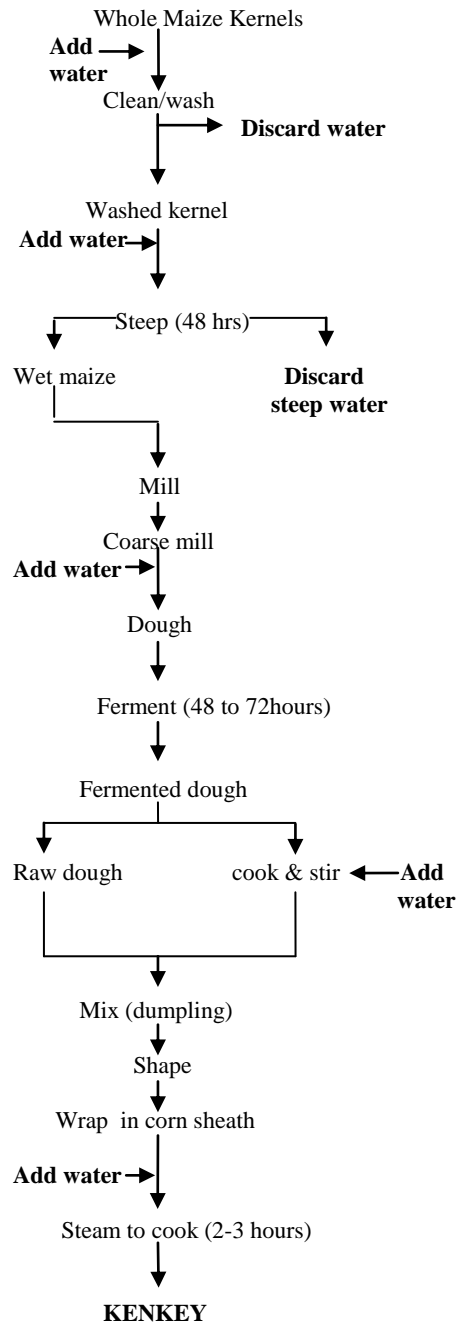 Whole Maize Kernels
Add
water
Clean/wash
Discard water
Washed kernel
Add water
Steep (48 hrs)
Wet maize
Discard
steep water
Mill
Coarse mill
Add water
Dough
Ferment (48 to 72hours)
Fermented dough
Raw dough
cook & stir
Add
water
Mix (dumpling)
Shape
Wrap in corn sheath
Add water
Steam to cook (2-3 hours)
KENKEY